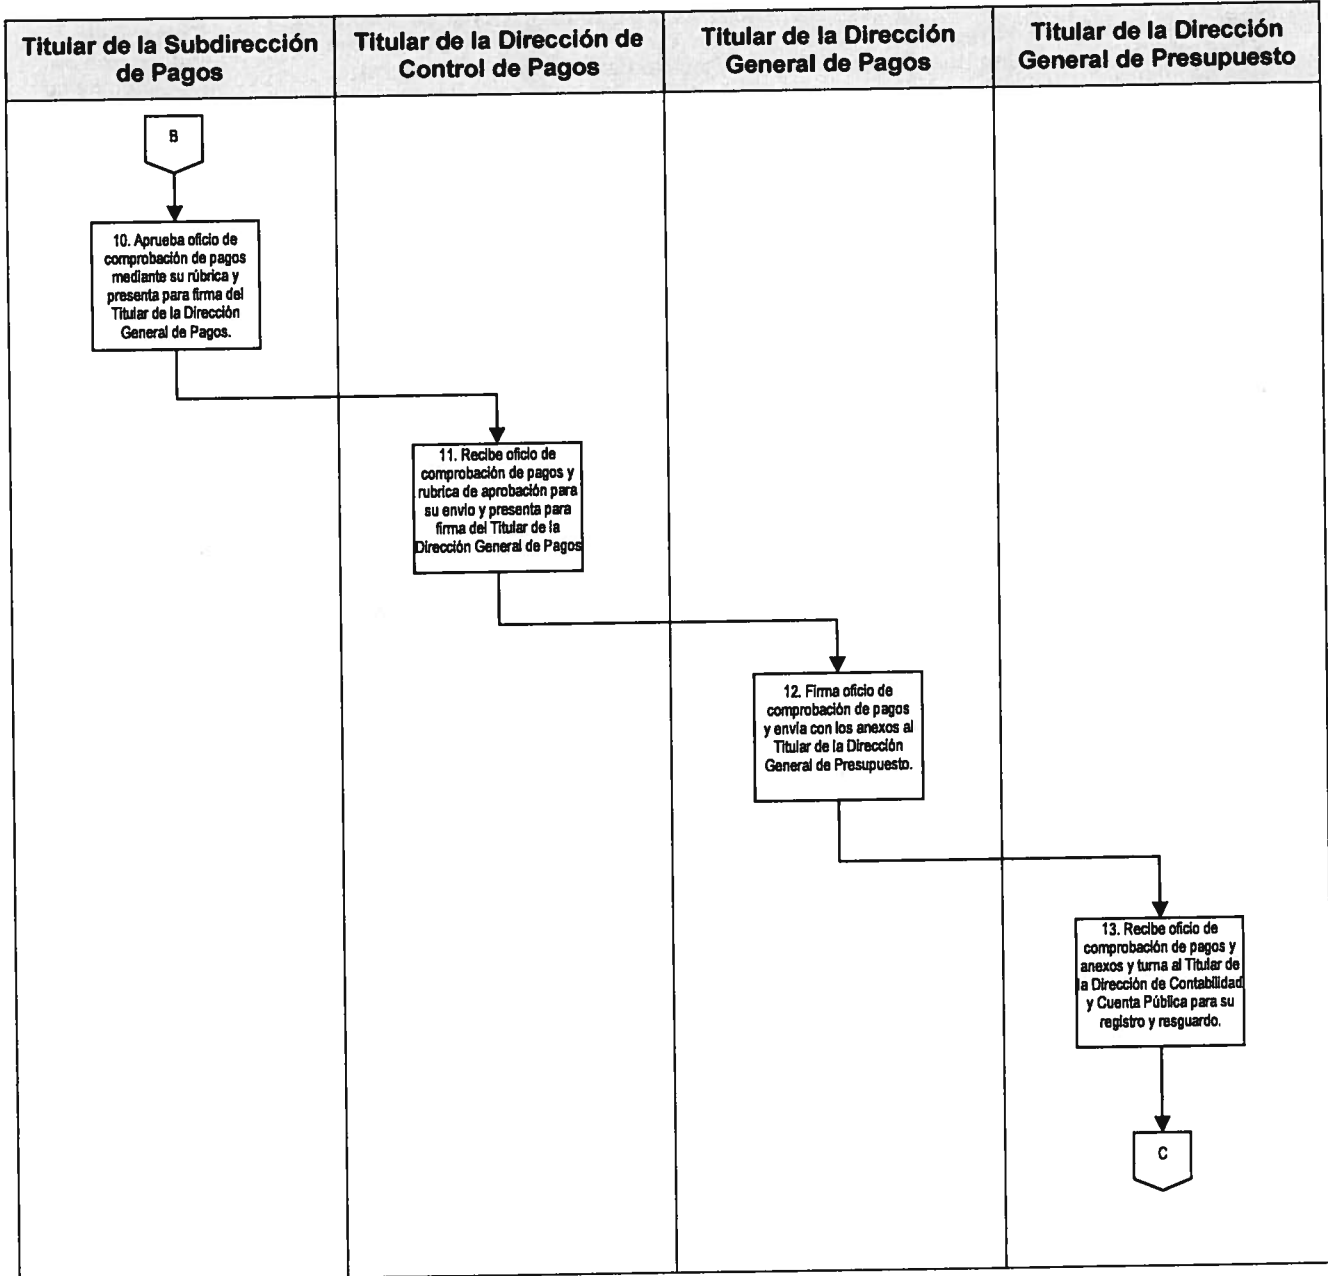 Titular de la Subdirección
de Pagos
Titular de la Dirección de
Control de Pagos
Titular de la Dirección
General de Pagos
Titular de la Dirección
General de Presupuesto
B
10. Aprueba oficio de
comprobación de pagos
mediante su rúbrica y
presenta para firma del
Titular de la Dirección
General de Pagos.
11. Recibe oficio de
comprobación de pagos y
rubrica de aprobación para
su envío y presenta para
firma del Titular de la
Dirección General de Pagos
12. Firma oficio de
comprobación de pagos
y envía con los anexos al
Titular de la Dirección
General de Presupuesto.
13. Recibe oficio de
comprobación de pagos y
anexos y turna al Titular de
la Dirección de Contabilidad
y Cuenta Pública para su
registro y resguardo.
C